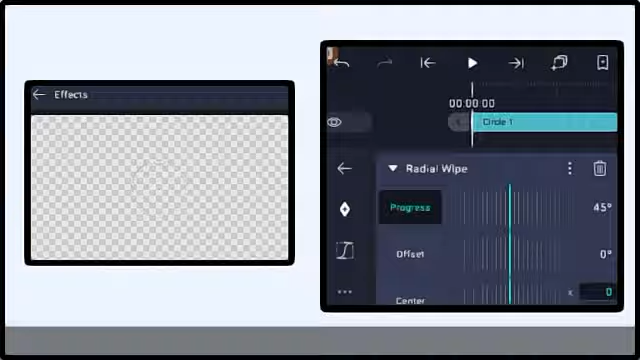 Effects
00:00:00
Circle 1
Radial Wipe
Progress
45°
Offset
0°
Center
x 0